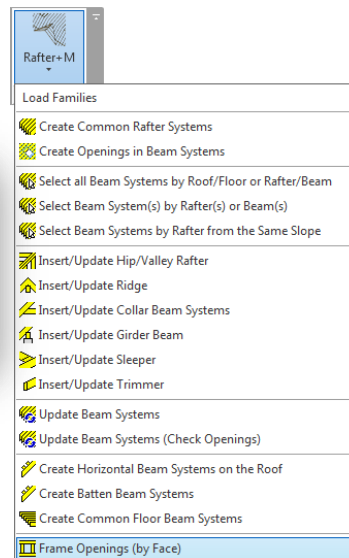 Rafter+M
Load Families
Create Common Rafter Systems
Create Openings in Beam Systems
Select all Beam Systems by Roof/Floor or Rafter/Beam
Select Beam System(s) by Rafter(s) or Beam(s)
Select Beam Systems by Rafter from the Same Slope
Insert/Update Hip/Valley Rafter
Insert/Update Ridge
Insert/Update Collar Beam Systems
Insert/Update Girder Beam
Insert/Update Sleeper
Insert/Update Trimmer
Update Beam Systems
Update Beam Systems (Check Openings)
Create Horizontal Beam Systems on the Roof
Create Batten Beam Systems
Create Common Floor Beam Systems
Frame Openings (by Face)